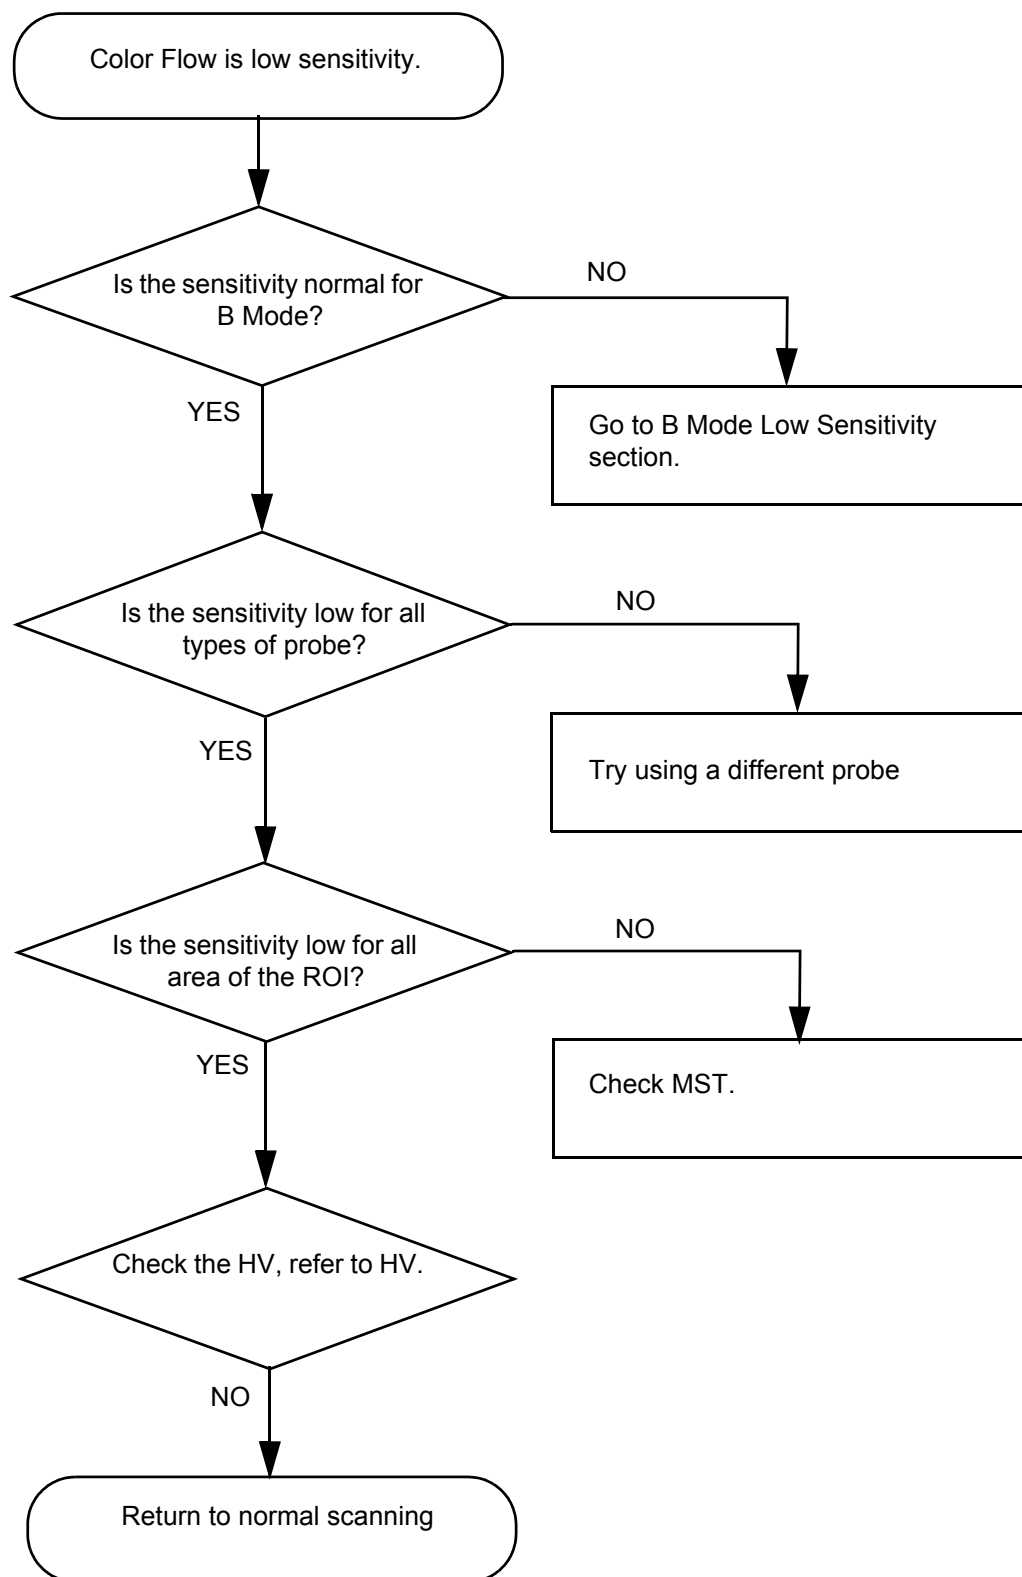 Color Flow is low sensitivity.
Is the sensitivity normal for
B Mode?
NO
YES
Go to B Mode Low Sensitivity
section.
Is the sensitivity low for all
types of probe?
NO
YES
Try using a different probe
Is the sensitivity low for all
area of the ROI?
NO
YES
Check MST.
Check the HV, refer to HV.
NO
Return to normal scanning